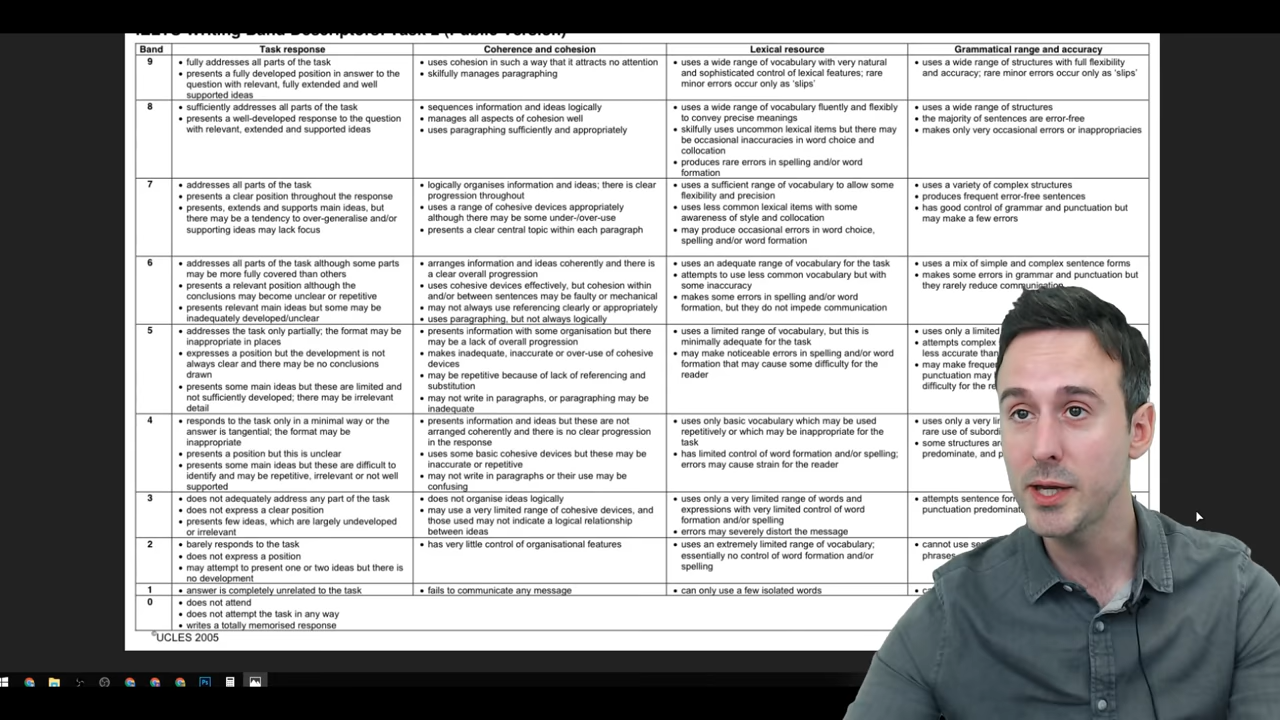 IELTS Writing Band Descriptors: Task 2 (Public version)
Band Task response Coherence and cohesion Lexical resource Grammatical range and accuracy
9
• fully addresses all parts of the task
• presents a fully developed position in answer to the
question with relevant, fully extended and well
supported ideas
• uses cohesion in such a way that it attracts no attention
• skilfully manages paragraphing
• uses a wide range of vocabulary with very natural
and sophisticated control of lexical features; rare
minor errors occur only as ‘slips’
• uses a wide range of structures with full flexibility
and accuracy; rare minor errors occur only as ‘slips’
8
• sufficiently addresses all parts of the task
• presents a well-developed response to the question
with relevant, extended and supported ideas
• sequences information and ideas logically
• manages all aspects of cohesion well
• uses paragraphing sufficiently and appropriately
• uses a wide range of vocabulary fluently and flexibly
to convey precise meanings
• skilfully uses uncommon lexical items but there may
be occasional inaccuracies in word choice and
collocation
• produces rare errors in spelling and/or word
formation
• uses a wide range of structures
• the majority of sentences are error-free
• makes only very occasional errors or inappropriacies
7
• addresses all parts of the task
• presents a clear position throughout the response
• presents, extends and supports main ideas, but
there may be a tendency to over-generalise and/or
supporting ideas may lack focus
• logically organises information and ideas; there is clear
progression throughout
• uses a range of cohesive devices appropriately
although there may be some under-/over-use
• presents a clear central topic within each paragraph
• uses a sufficient range of vocabulary to allow some
flexibility and precision
• uses less common lexical items with some
awareness of style and collocation
• may produce occasional errors in word choice,
spelling and/or word formation
• uses a variety of complex structures
• produces frequent error-free sentences
• has good control of grammar and punctuation but
may make a few errors
6
• addresses all parts of the task although some parts
may be more fully covered than others
• presents a relevant position although the
conclusions may become unclear or repetitive
• presents relevant main ideas but some may be
inadequately developed/unclear
• arranges information and ideas coherently and there is
a clear overall progression
• uses cohesive devices effectively, but cohesion within
and/or between sentences may be faulty or mechanical
• may not always use referencing clearly or appropriately
• uses paragraphing, but not always logically
• uses an adequate range of vocabulary for the task
• attempts to use less common vocabulary but with
some inaccuracy
• makes some errors in spelling and/or word
formation, but they do not impede communication
• uses a mix of simple and complex sentence forms
• makes some errors in grammar and punctuation but
they rarely reduce communication
5
• addresses the task only partially; the format may be
inappropriate in places
• expresses a position but the development is not
always clear and there may be no conclusions
drawn
• presents some main ideas but these are limited and
not sufficiently developed; there may be irrelevant
detail
• presents information with some organisation but there
may be a lack of overall progression
• makes inadequate, inaccurate or over-use of cohesive
devices
• may be repetitive because of lack of referencing and
substitution
• may not write in paragraphs, or paragraphing may be
inadequate
• uses a limited range of vocabulary, but this is
minimally adequate for the task
• may make noticeable errors in spelling and/or word
formation that may cause some difficulty for the
reader
• uses only a limited
• attempts complex
less accurate than
• may make
punctuation may
difficulty for the
4
• responds to the task only in a minimal way or the
answer is tangential; the format may be
inappropriate
• presents a position but this is unclear
• presents some main ideas but these are difficult to
identify and may be repetitive, irrelevant or not well
supported
• presents information and ideas but these are not
arranged coherently and there is no clear progression
in the response
• uses some basic cohesive devices but these may be
inaccurate or repetitive
• may not write in paragraphs or their use may be
confusing
• uses only basic vocabulary which may be used
repetitively or which may be inappropriate for the
task
• has limited control of word formation and/or spelling;
errors may cause strain for the reader
• uses only a very
rare use of
• some structures
predominate, and
3
• does not adequately address any part of the task
• does not express a clear position
• presents few ideas, which are largely undeveloped
or irrelevant
• does not organise ideas logically
• may use a very limited range of cohesive devices, and
those used may not indicate a logical relationship
between ideas
• uses only a very limited range of words and
expressions with very limited control of word
formation and/or spelling
• errors may severely distort the message
• attempts sentence
punctuation
2
• barely responds to the task
• does not express a position
• may attempt to present one or two ideas but there is
no development
• has very little control of organisational features
• uses an extremely limited range of vocabulary;
essentially no control of word formation and/or
spelling
• cannot use
phrases
1
• answer is completely unrelated to the task
• fails to communicate any message
• can only use a few isolated words
0
• does not attend
• does not attempt the task in any way
• writes a totally memorised response
©UCLES 2005